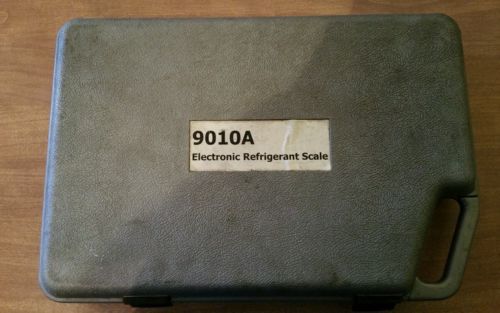 9010A
Electronic Refrigerant Scale